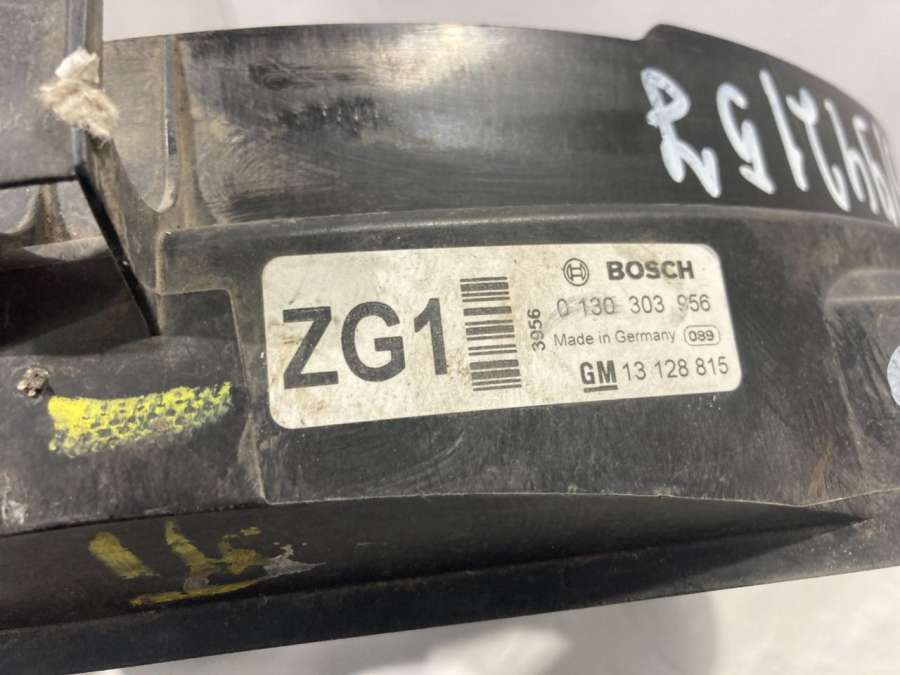 ZG1
3956
BOSCH
0 130 303 956
Made in Germany 089
GM 13 128 815